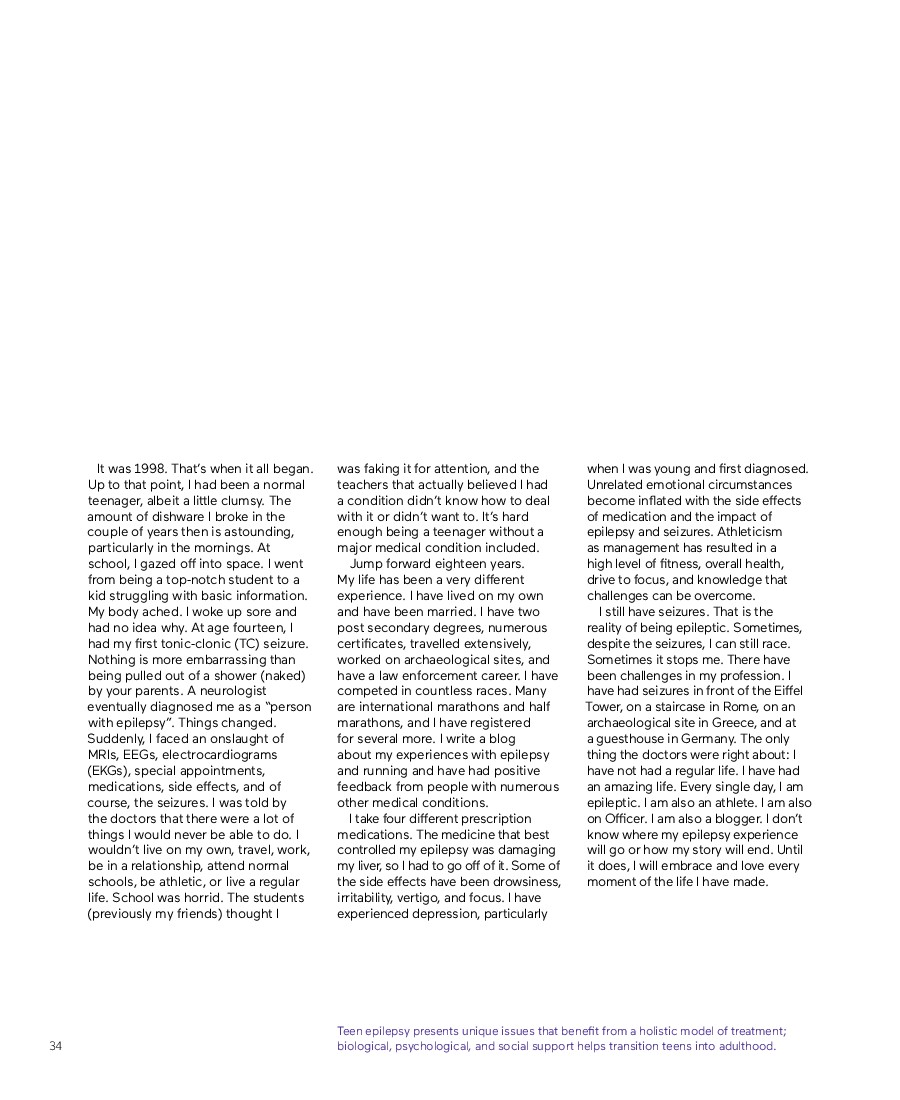 It was 1998. That’s when it all began.
Up to that point, I had been a normal
teenager, albeit a little clumsy. The
amount of dishware I broke in the
couple of years then is astounding,
particularly in the mornings. At
school, I gazed off into space. I went
from being a top-notch student to a
kid struggling with basic information.
My body ached. I woke up sore and
had no idea why. At age fourteen, I
had my first tonic-clonic (TC) seizure.
Nothing is more embarrassing than
being pulled out of a shower (naked)
by your parents. A neurologist
eventually diagnosed me as a “person
with epilepsy”. Things changed.
Suddenly, I faced an onslaught of
MRIs, EEGs, electrocardiograms
(EKGs), special appointments,
medications, side effects, and of
course, the seizures. I was told by
the doctors that there were a lot of
things I would never be able to do. I
wouldn’t live on my own, travel, work,
be in a relationship, attend normal
schools, be athletic, or live a regular
life. School was horrid. The students
(previously my friends) thought I
was faking it for attention, and the
teachers that actually believed I had
a condition didn’t know how to deal
with it or didn’t want to. It’s hard
enough being a teenager without a
major medical condition included.
Jump forward eighteen years.
My life has been a very different
experience. I have lived on my own
and have been married. I have two
post secondary degrees, numerous
certificates, travelled extensively,
worked on archaeological sites, and
have a law enforcement career. I have
competed in countless races. Many
are international marathons and half
marathons, and I have registered
for several more. I write a blog
about my experiences with epilepsy
and running and have had positive
feedback from people with numerous
other medical conditions.
I take four different prescription
medications. The medicine that best
controlled my epilepsy was damaging
my liver, so I had to go off of it. Some of
the side effects have been drowsiness,
irritability, vertigo, and focus. I have
experienced depression, particularly
when I was young and first diagnosed.
Unrelated emotional circumstances
become inflated with the side effects
of medication and the impact of
epilepsy and seizures. Athleticism
as management has resulted in a
high level of fitness, overall health,
drive to focus, and knowledge that
challenges can be overcome.
I still have seizures. That is the
reality of being epileptic. Sometimes,
despite the seizures, I can still race.
Sometimes it stops me. There have
been challenges in my profession. I
have had seizures in front of the Eiffel
Tower, on a staircase in Rome, on an
archaeological site in Greece, and at
a guesthouse in Germany. The only
thing the doctors were right about: I
have not had a regular life. I have had
an amazing life. Every single day, I am
epileptic. I am also an athlete. I am also
on Officer. I am also a blogger. I don’t
know where my epilepsy experience
will go or how my story will end. Until
it does, I will embrace and love every
moment of the life I have made.
Teen epilepsy presents unique issues that benefit from a holistic model of treatment;
biological, psychological, and social support helps transition teens into adulthood.
34